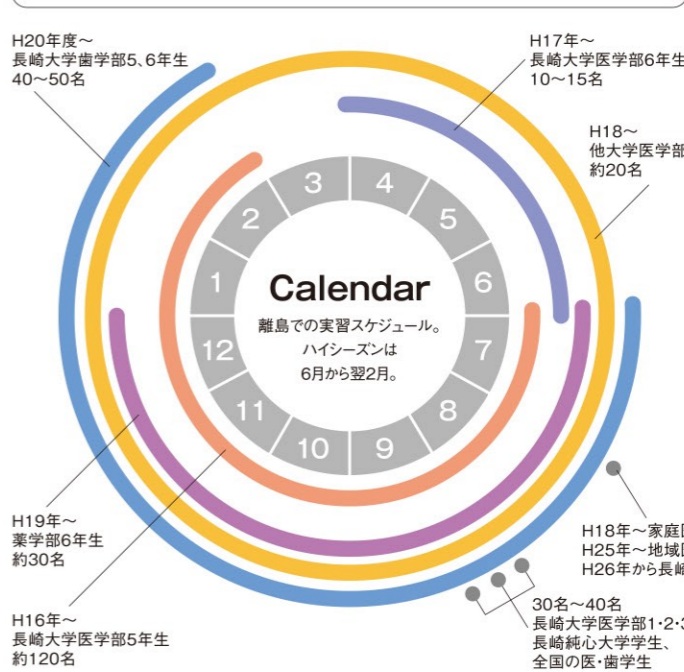 H20年度〜
長崎大学歯学部5、6年生
40〜50名
H17年〜
長崎大学医学部6年生
10〜15名
H18〜
他大学医学部
約20名
3
4
2
5
1
6
12
7
11
8
10
9
Calendar
離島での実習スケジュール。
ハイシーズンは
6月から翌2月。
H19年〜
薬学部6年生
約30名
H16年〜
長崎大学医学部5年生
約120名
H18年〜家庭
H25年〜地域
H26年から長崎
30名〜40名
長崎大学医学部1・2・3
長崎純心大学学生、
全国の医・歯学生